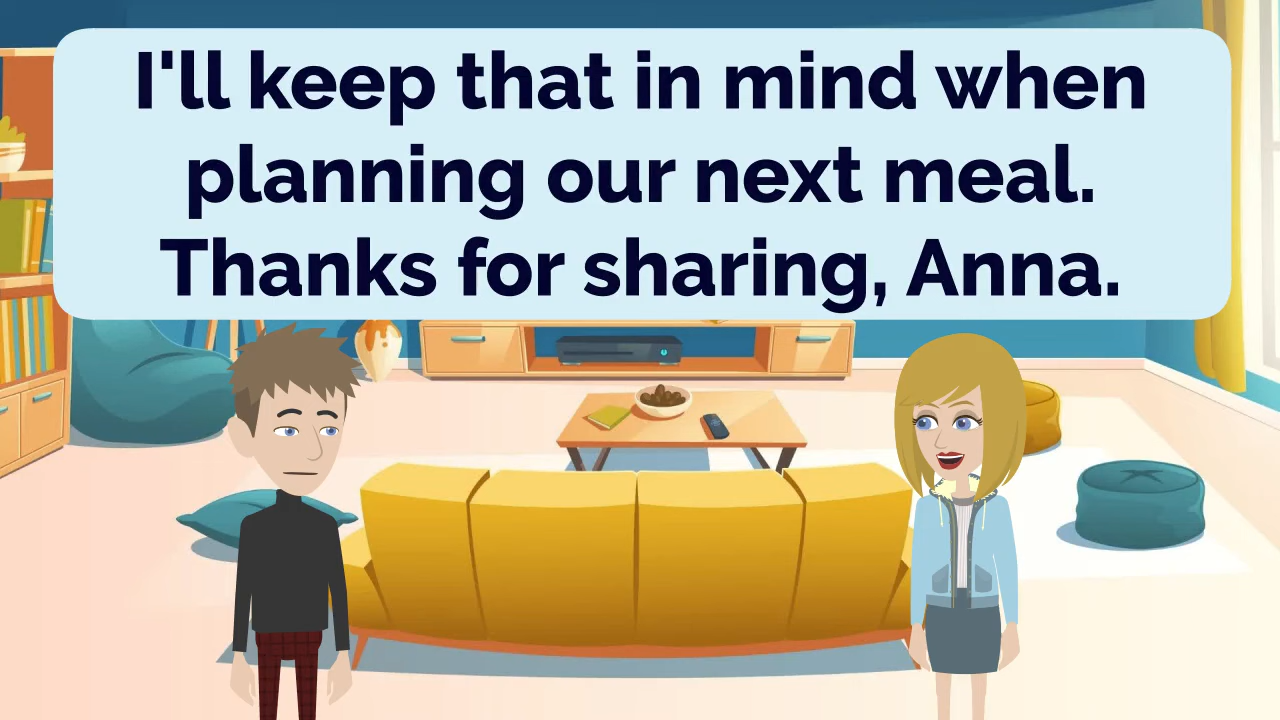 I'll keep that in mind when
planning our next meal.
Thanks for sharing, Anna.